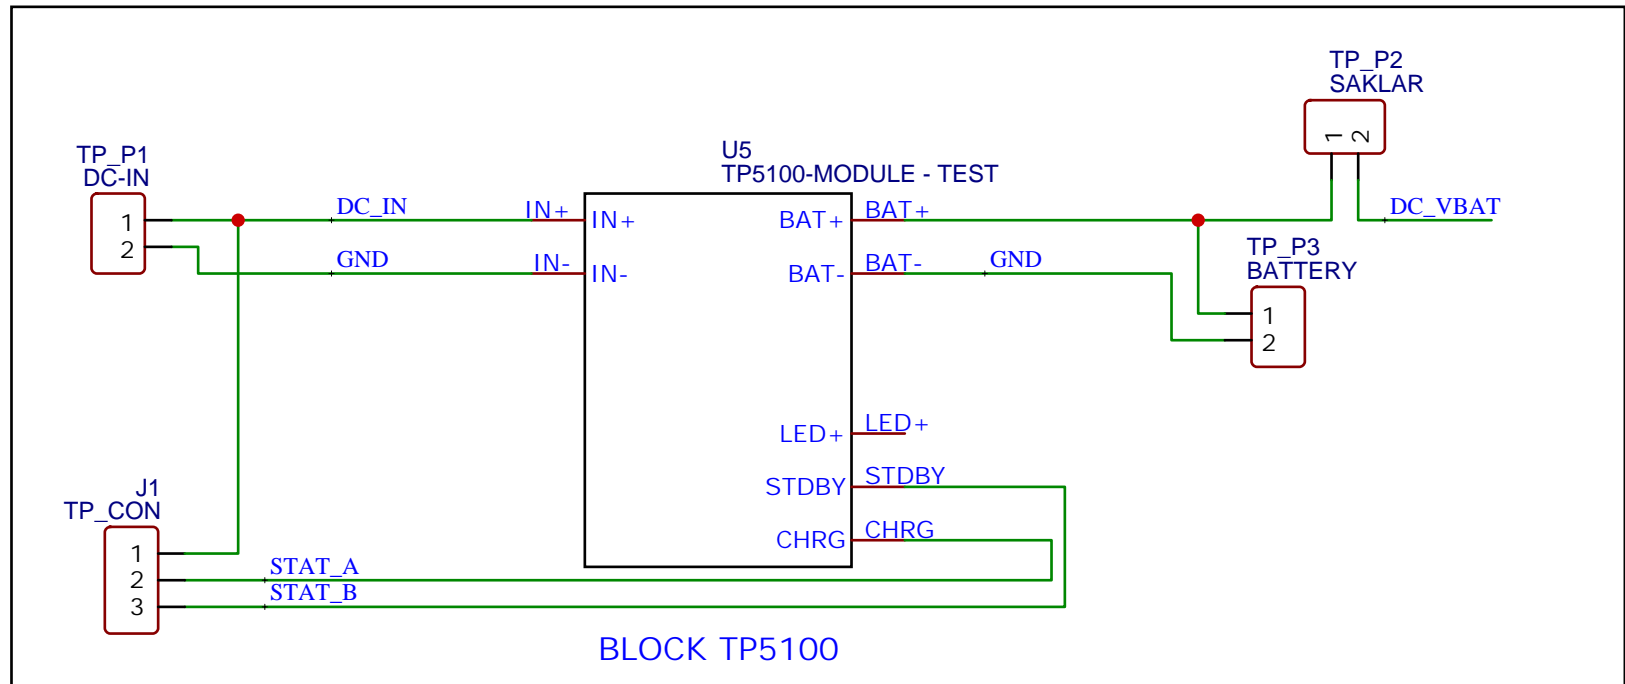 TP_P2
SAKLAR
1
2
TP_P1
DC-IN
1
2
DC_IN
GND
U5
TP5100-MODULE - TEST
IN+
IN+
BAT+
BAT+
DC_VBAT
IN-
IN-
BAT-
BAT-
GND
TP_P3
BATTERY
1
2
LED+
LED+
STDBY
STDBY
CHRG
CHRG
J1
TP_CON
1
2
3
STAT_A
STAT_B
BLOCK TP5100